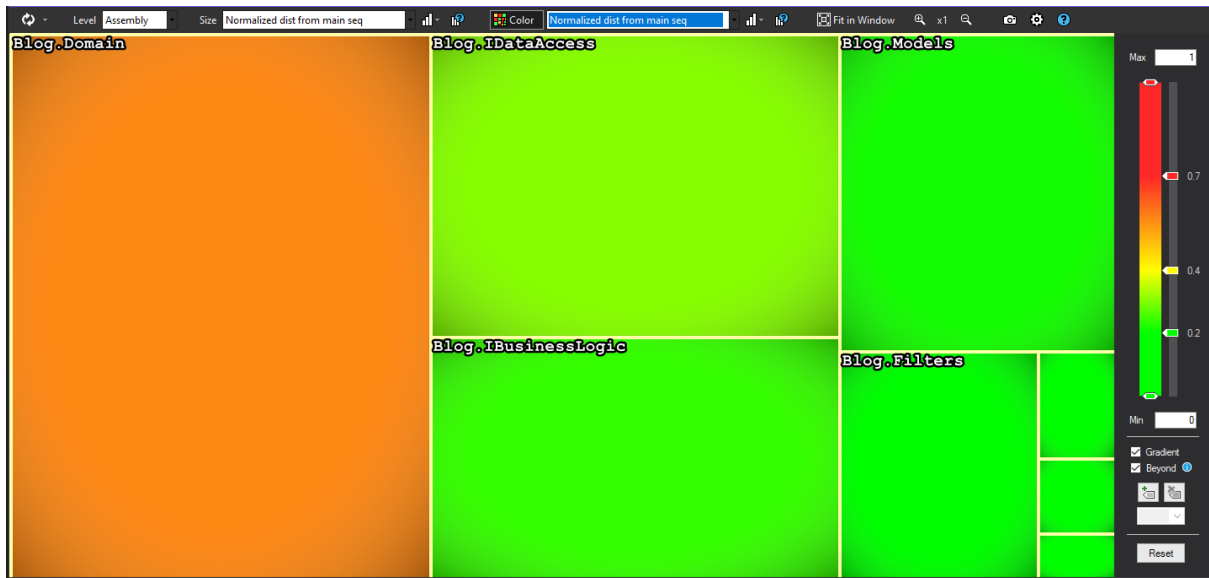 Level Assembly Size Normalized dist from main seq Color Normalized dist from main seq Fit in Window x1
Blog.Domain
Blog.IDataAccess
Blog.Models
Max 1
0.7
0.4
0.2
Blog.IBusinessLogic
Blog.Filters
Min 0
Gradient
Beyond
Reset